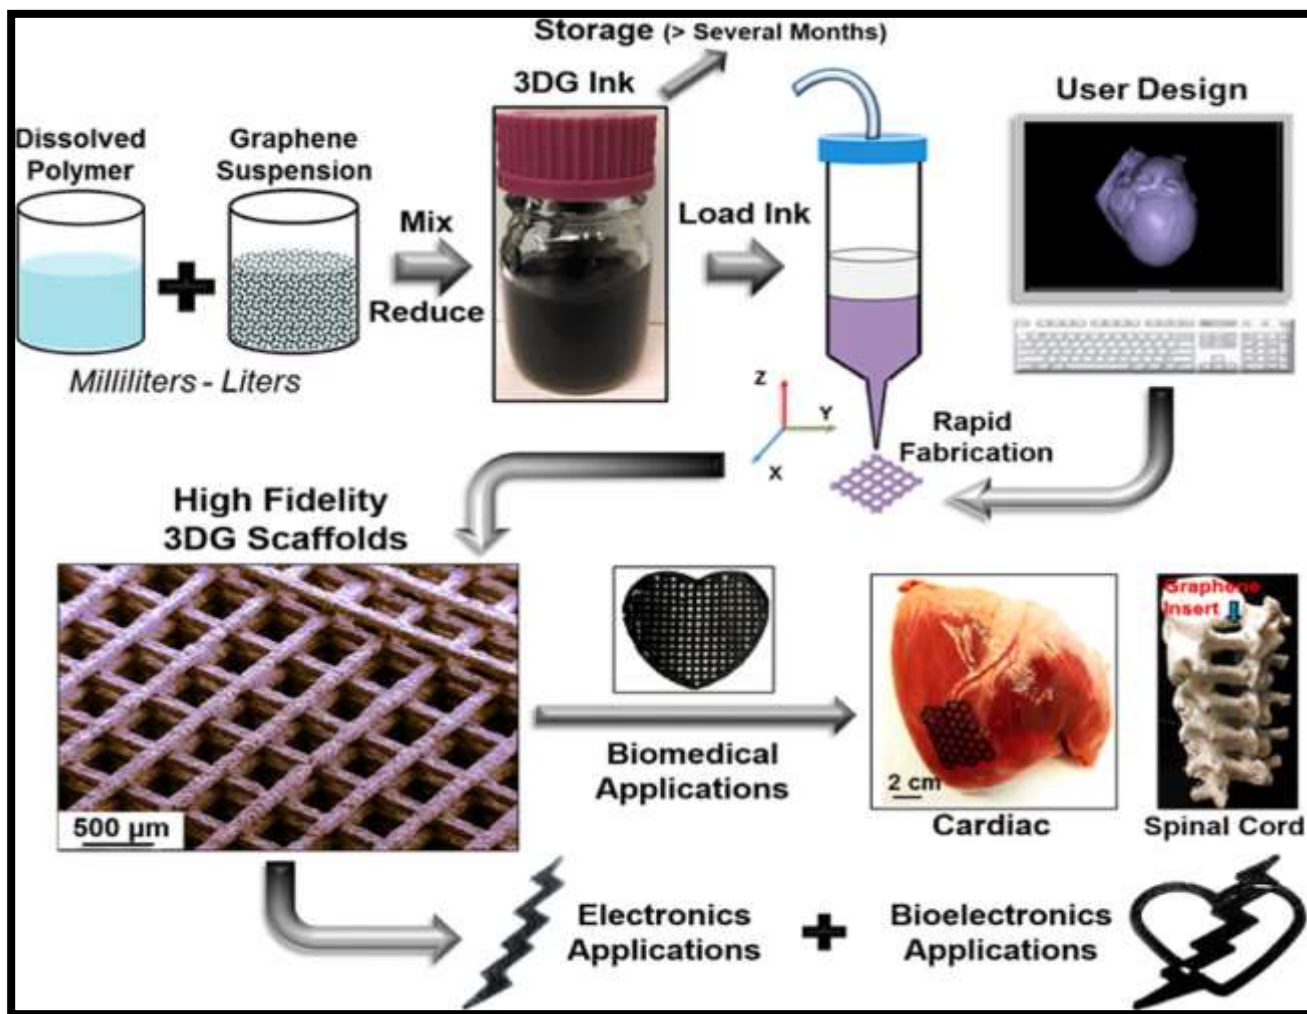 Storage (> Several Months)
3DG Ink
User Design
Dissolved
Polymer
Graphene
Suspension
Mix
Reduce
Load Ink
Milliliters - Liters
Z
Y
X
Rapid
Fabrication
High Fidelity
3DG Scaffolds
500 µm
Biomedical
Applications
2 cm
Cardiac
Graphene
Insert
Spinal Cord
Electronics
Applications
Bioelectronics
Applications